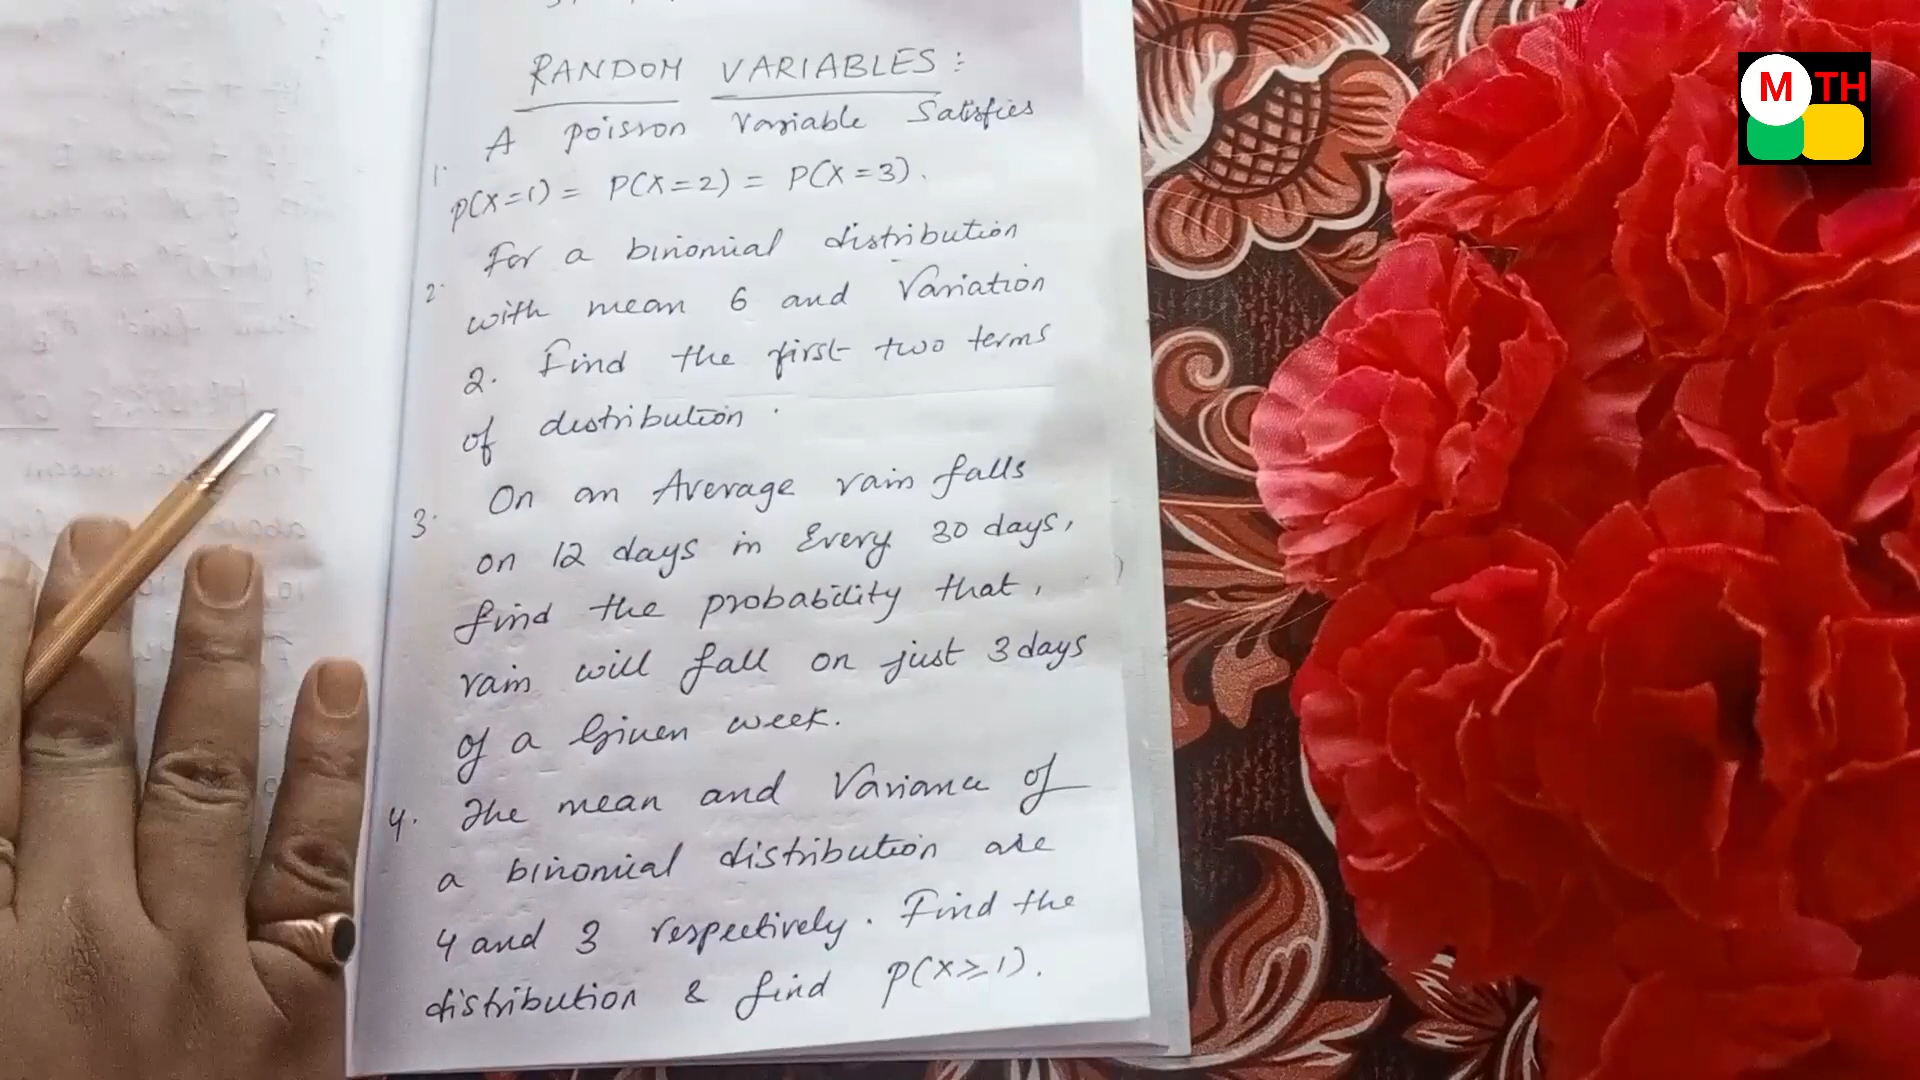 RANDOM VARIABLES:
1. A poisson Variable Satisfies
P(X=1) = P(X=2) = P(X=3).
2. For a binomial distribution
with mean 6 and Variation
2. Find the first two terms
of distribution.
3. On an Average rain falls
on 12 days in Every 30 days,
find the probability that,
rain will fall on just 3 days
of a Given week.
4. The mean and Variance of
a binomial distribution are
4 and 3 respectively. Find the
distribution & find P(X≥1).
M TH